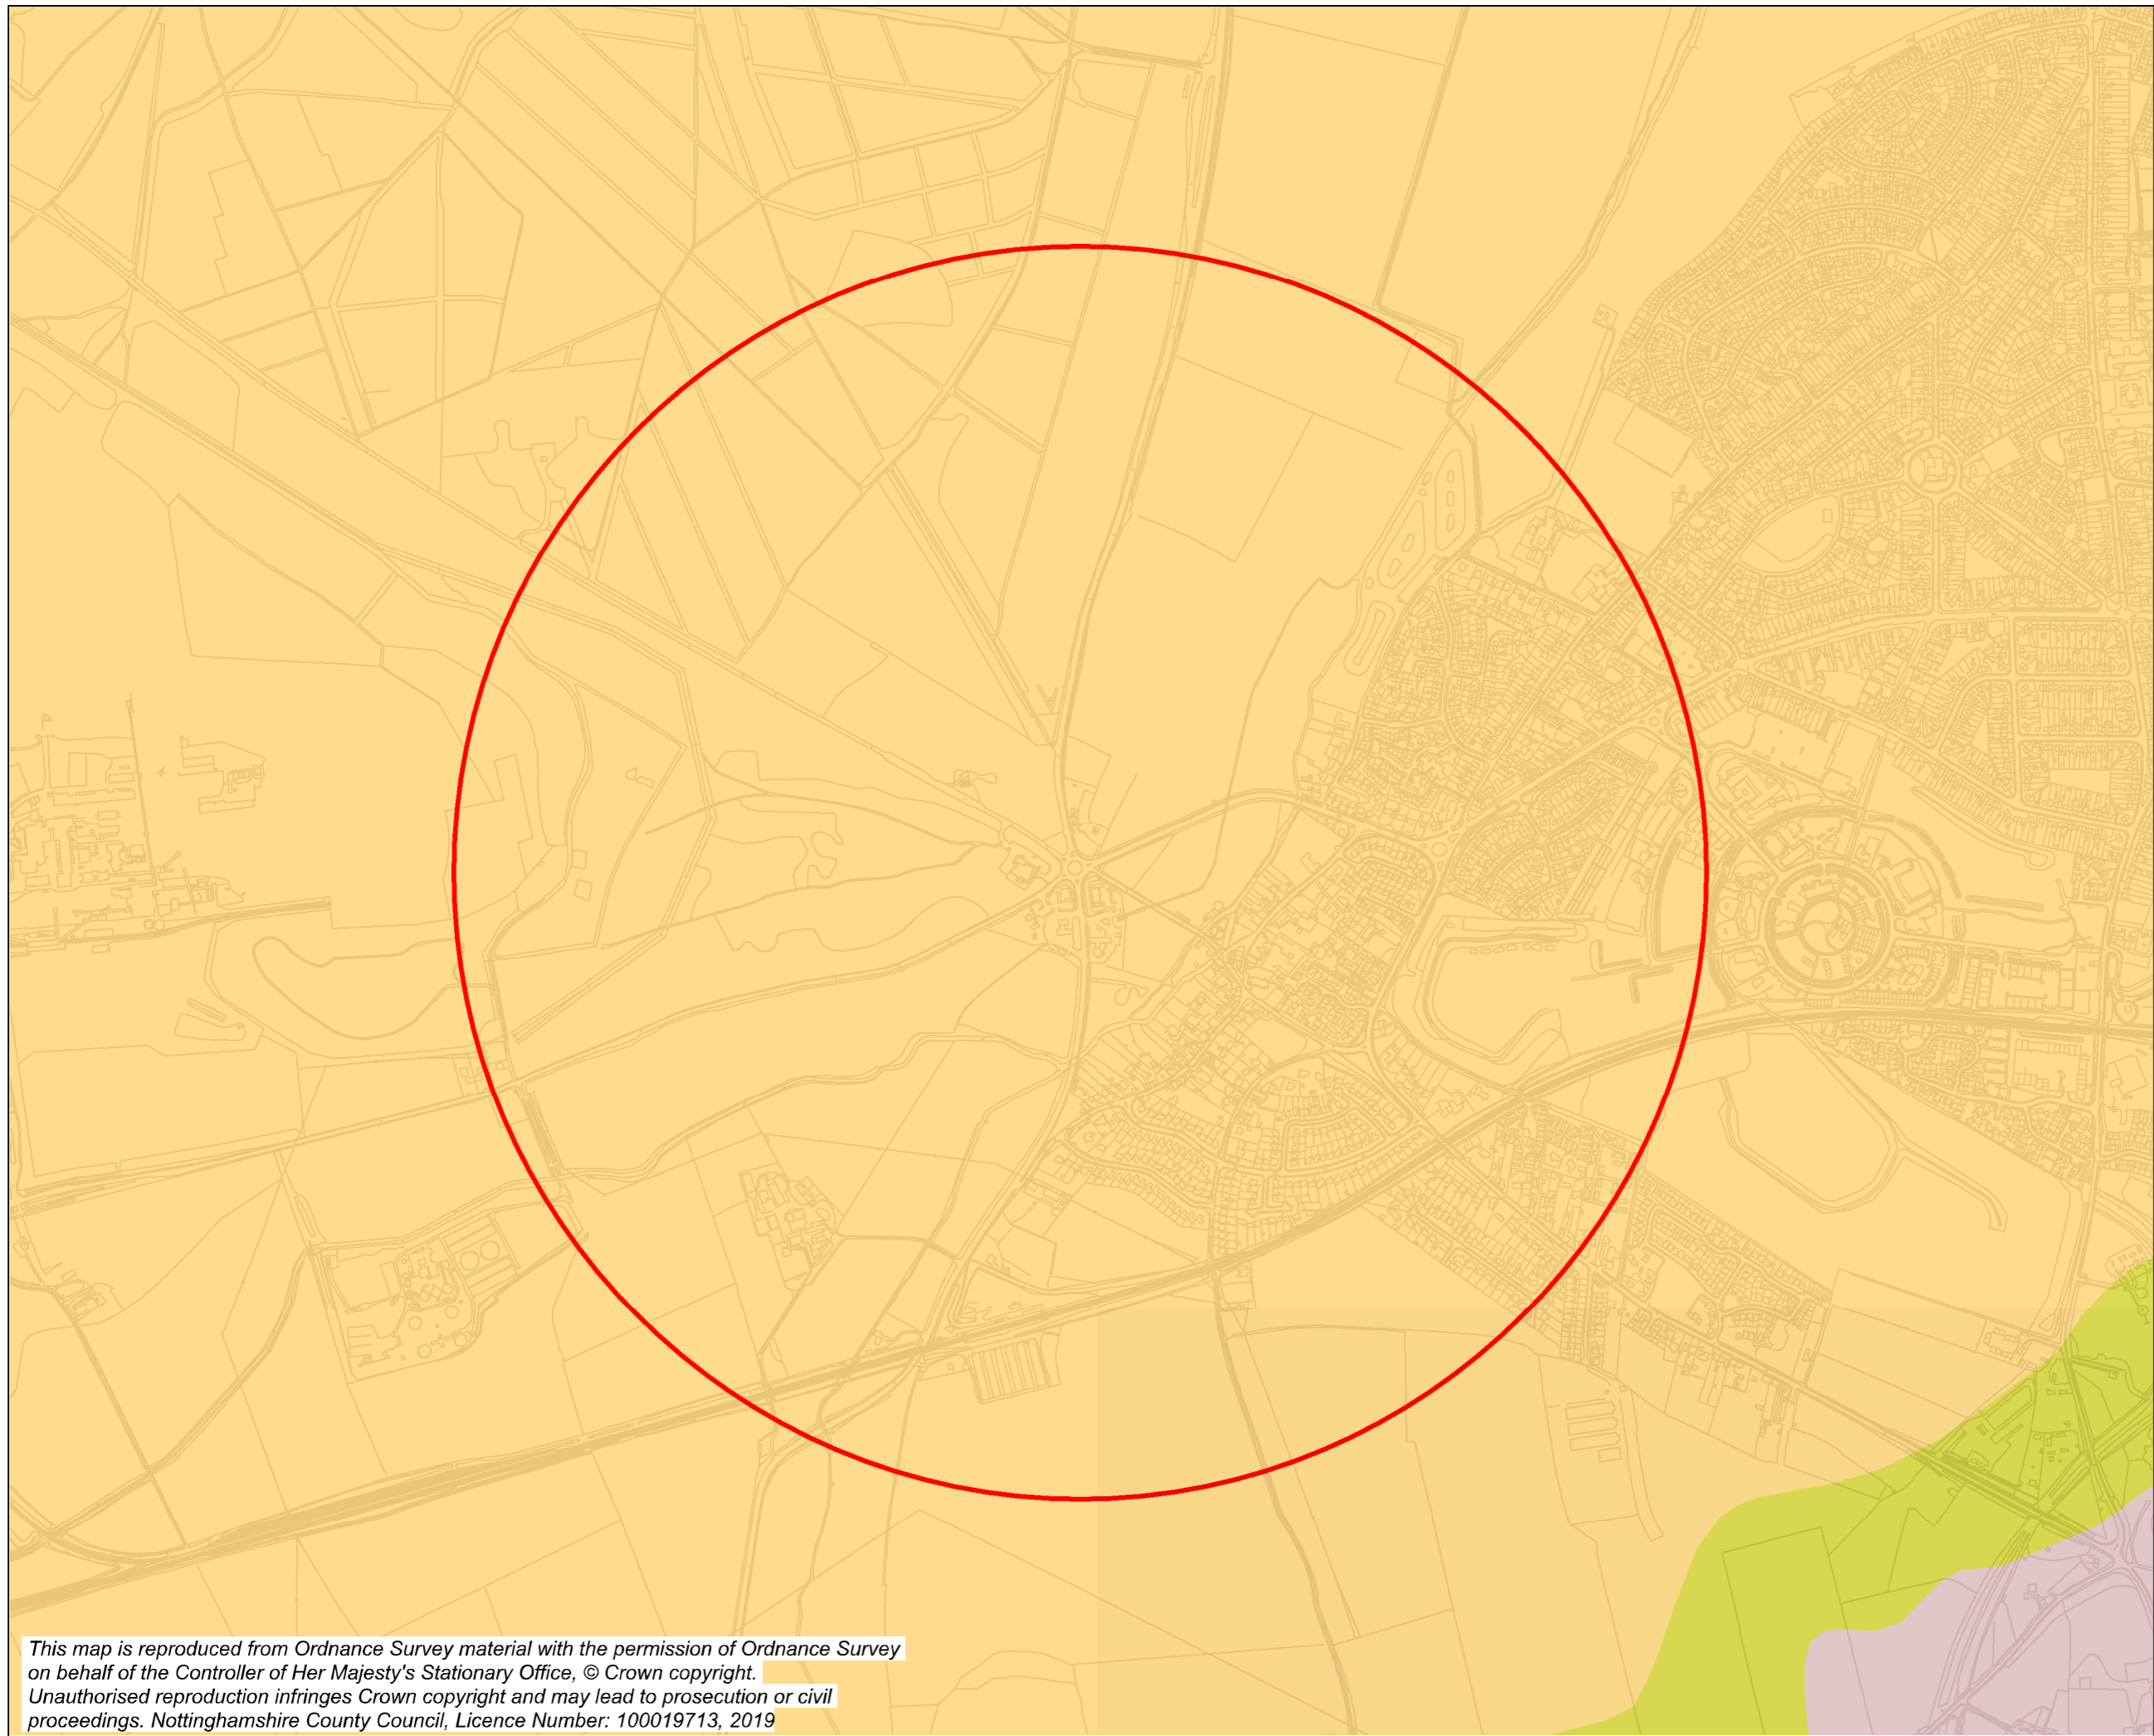 This map is reproduced from Ordnance Survey material with the permission of Ordnance Survey
on behalf of the Controller of Her Majesty's Stationary Office, © Crown copyright.
Unauthorised reproduction infringes Crown copyright and may lead to prosecution or civil
proceedings. Nottinghamshire County Council, Licence Number: 100019713, 2019